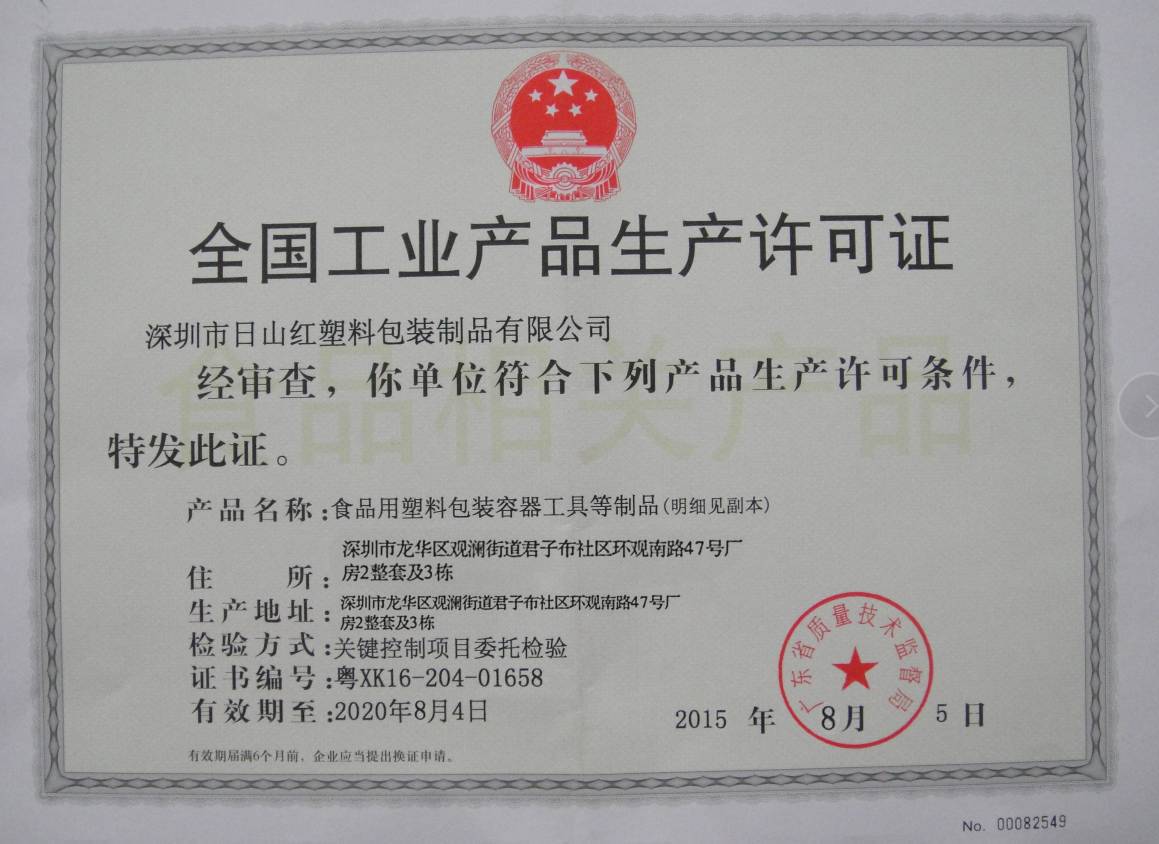 全国工业产品生产许可证
深圳市日山红塑料包装制品有限公司
食品相关产品
经审查，你单位符合下列产品生产许可条件，
特发此证。
产品名称：食品用塑料包装容器工具等制品(明细见副本)
住 所：深圳市龙华区观澜街道君子布社区环观南路47号厂
房2整套及3栋
生产地址：深圳市龙华区观澜街道君子布社区环观南路47号厂
房2整套及3栋
检验方式：关键控制项目委托检验
证书编号：粤XK16-204-01658
有效期至：2020年8月4日
广东省质量技术监督局
2015 年 8月 5 日
有效期届满6个月前，企业应当提出换证申请。
No. 00082549